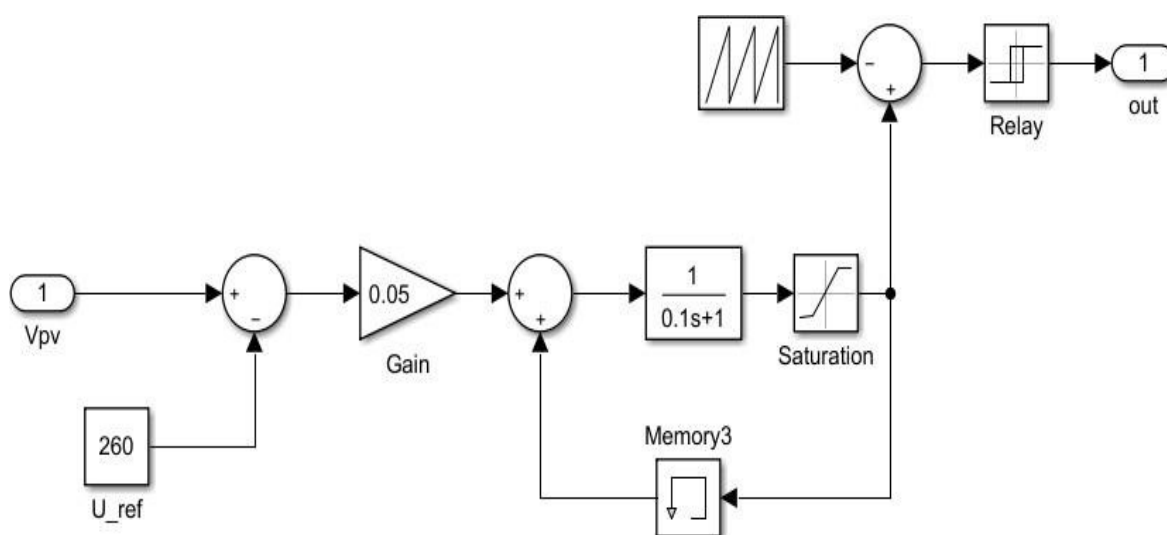 −
+
1
out
Relay
1
Vpv
+
−
0.05
Gain
+
+
1
0.1s+1
Saturation
260
U_ref
Memory3